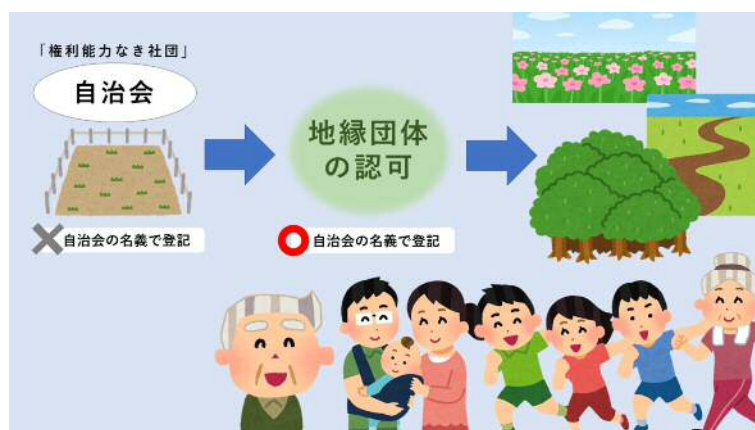 「権利能力なき社団」
自治会
自治会の名義で登記
地縁団体
の認可
自治会の名義で登記